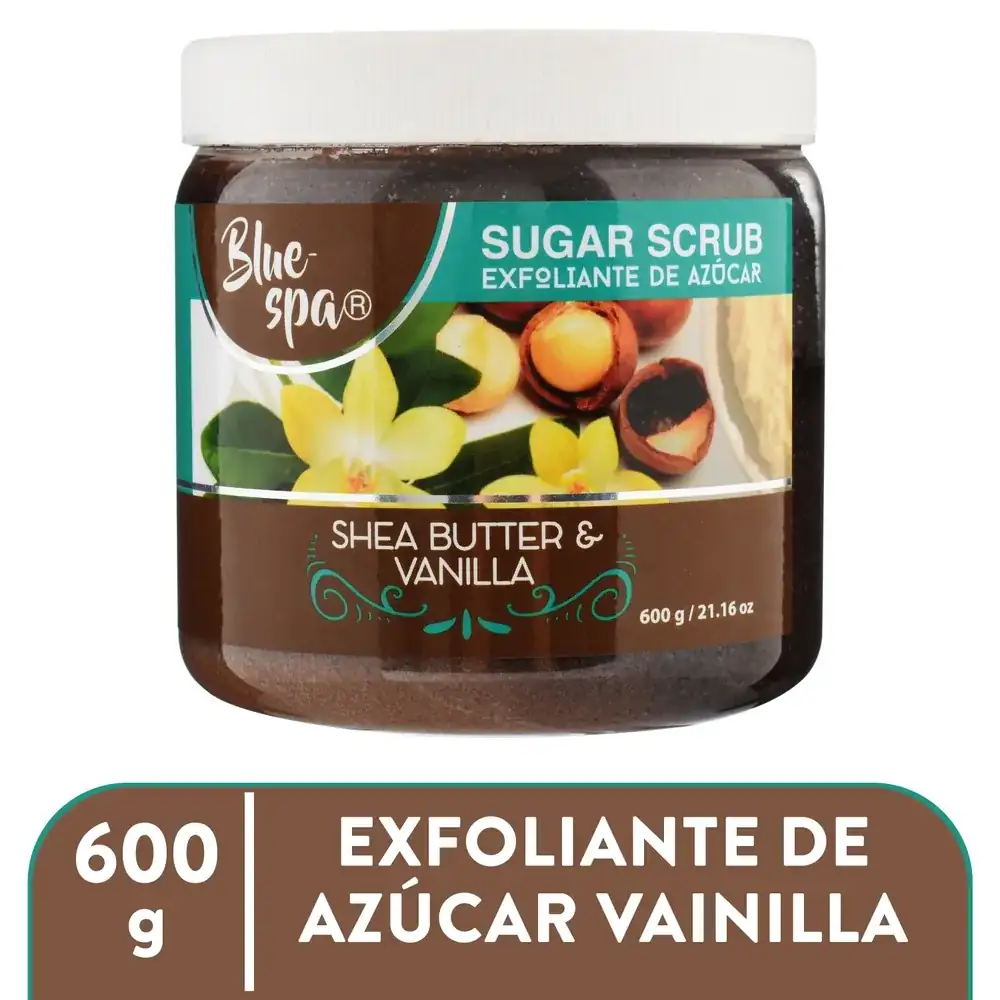 Blue-
spa®
SUGAR SCRUB
EXFOLIANTE DE AZÚCAR
SHEA BUTTER &
VANILLA
600 g / 21.16 oz
600
g
EXFOLIANTE DE
AZÚCAR VAINILLA